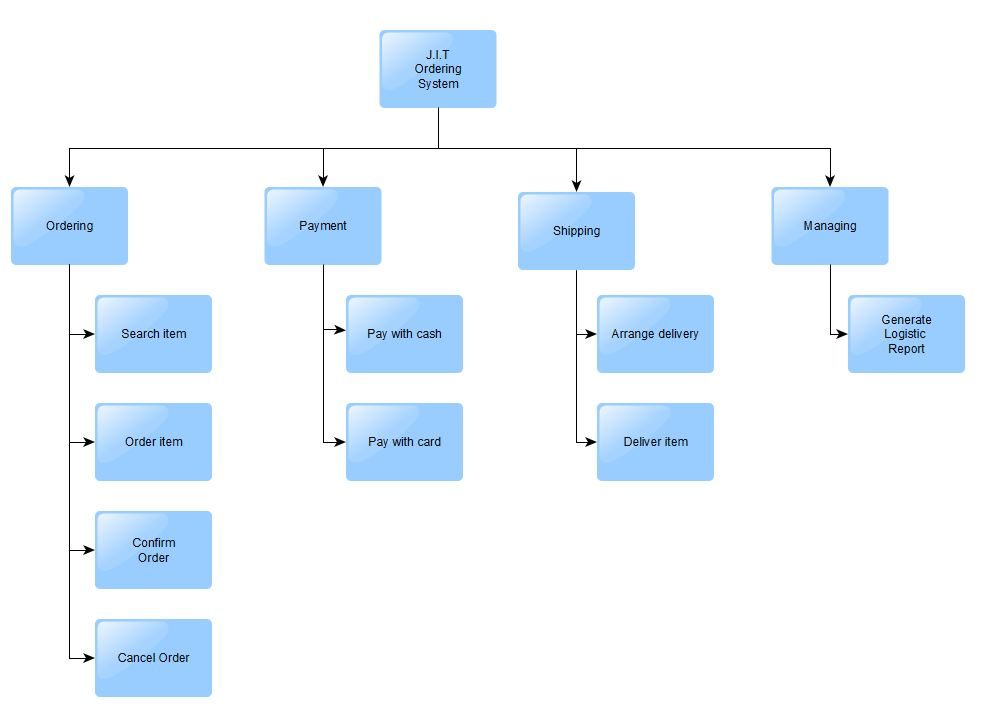 J.I.T
Ordering
System
Ordering
Payment
Shipping
Managing
Search item
Pay with cash
Arrange delivery
Generate
Logistic
Report
Order item
Pay with card
Deliver item
Confirm
Order
Cancel Order